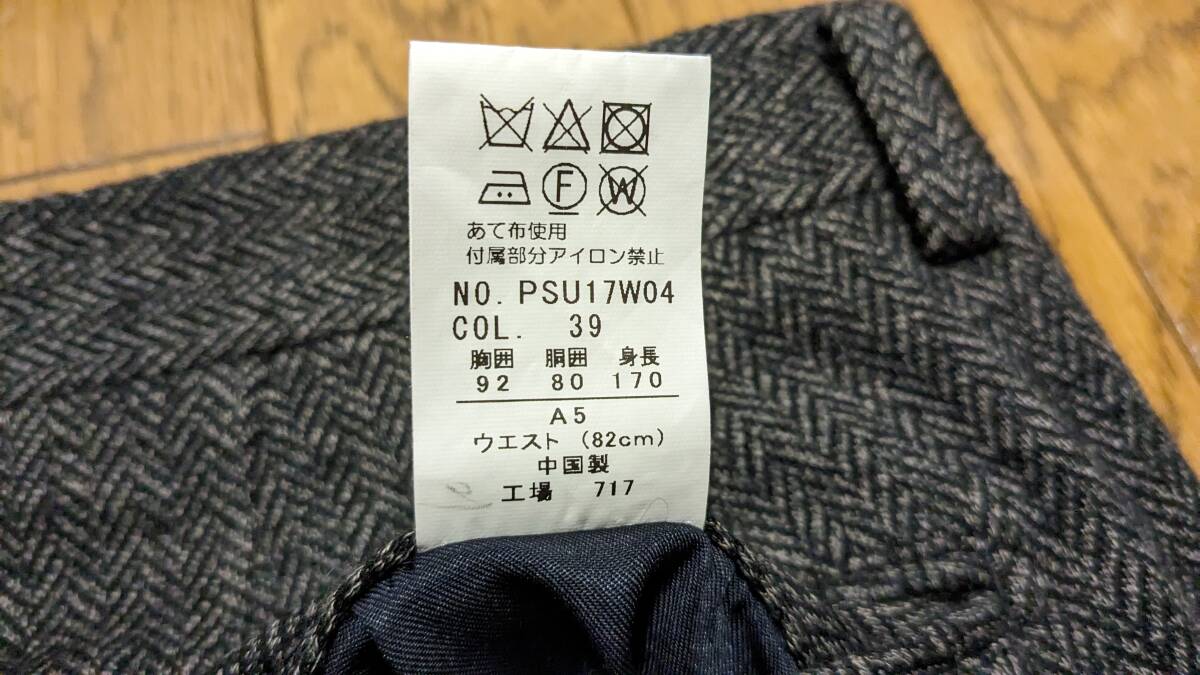 F W
あて布使用
付属部分アイロン禁止
NO. PSU17W04
COL. 39
胸囲 胴囲 身長
92 80 170
A5
ウエスト (82cm)
中国製
工場 717